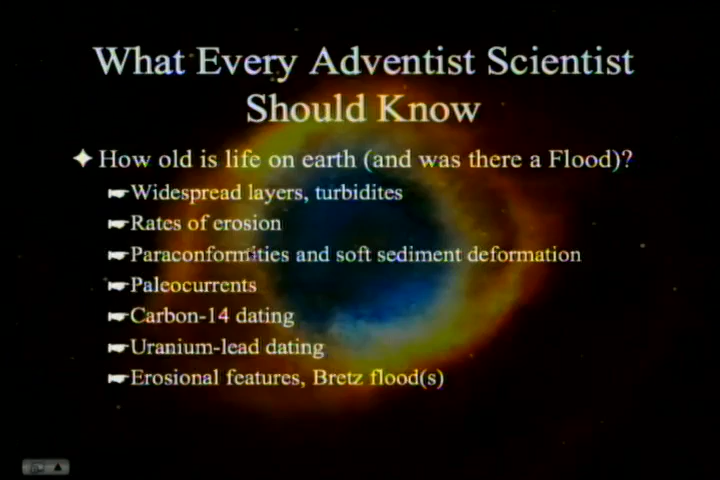 What Every Adventist Scientist
Should Know
How old is life on earth (and was there a Flood)?
Widespread layers, turbidites
Rates of erosion
Paraconformities and soft sediment deformation
Paleocurrents
Carbon-14 dating
Uranium-lead dating
Erosional features, Bretz flood(s)